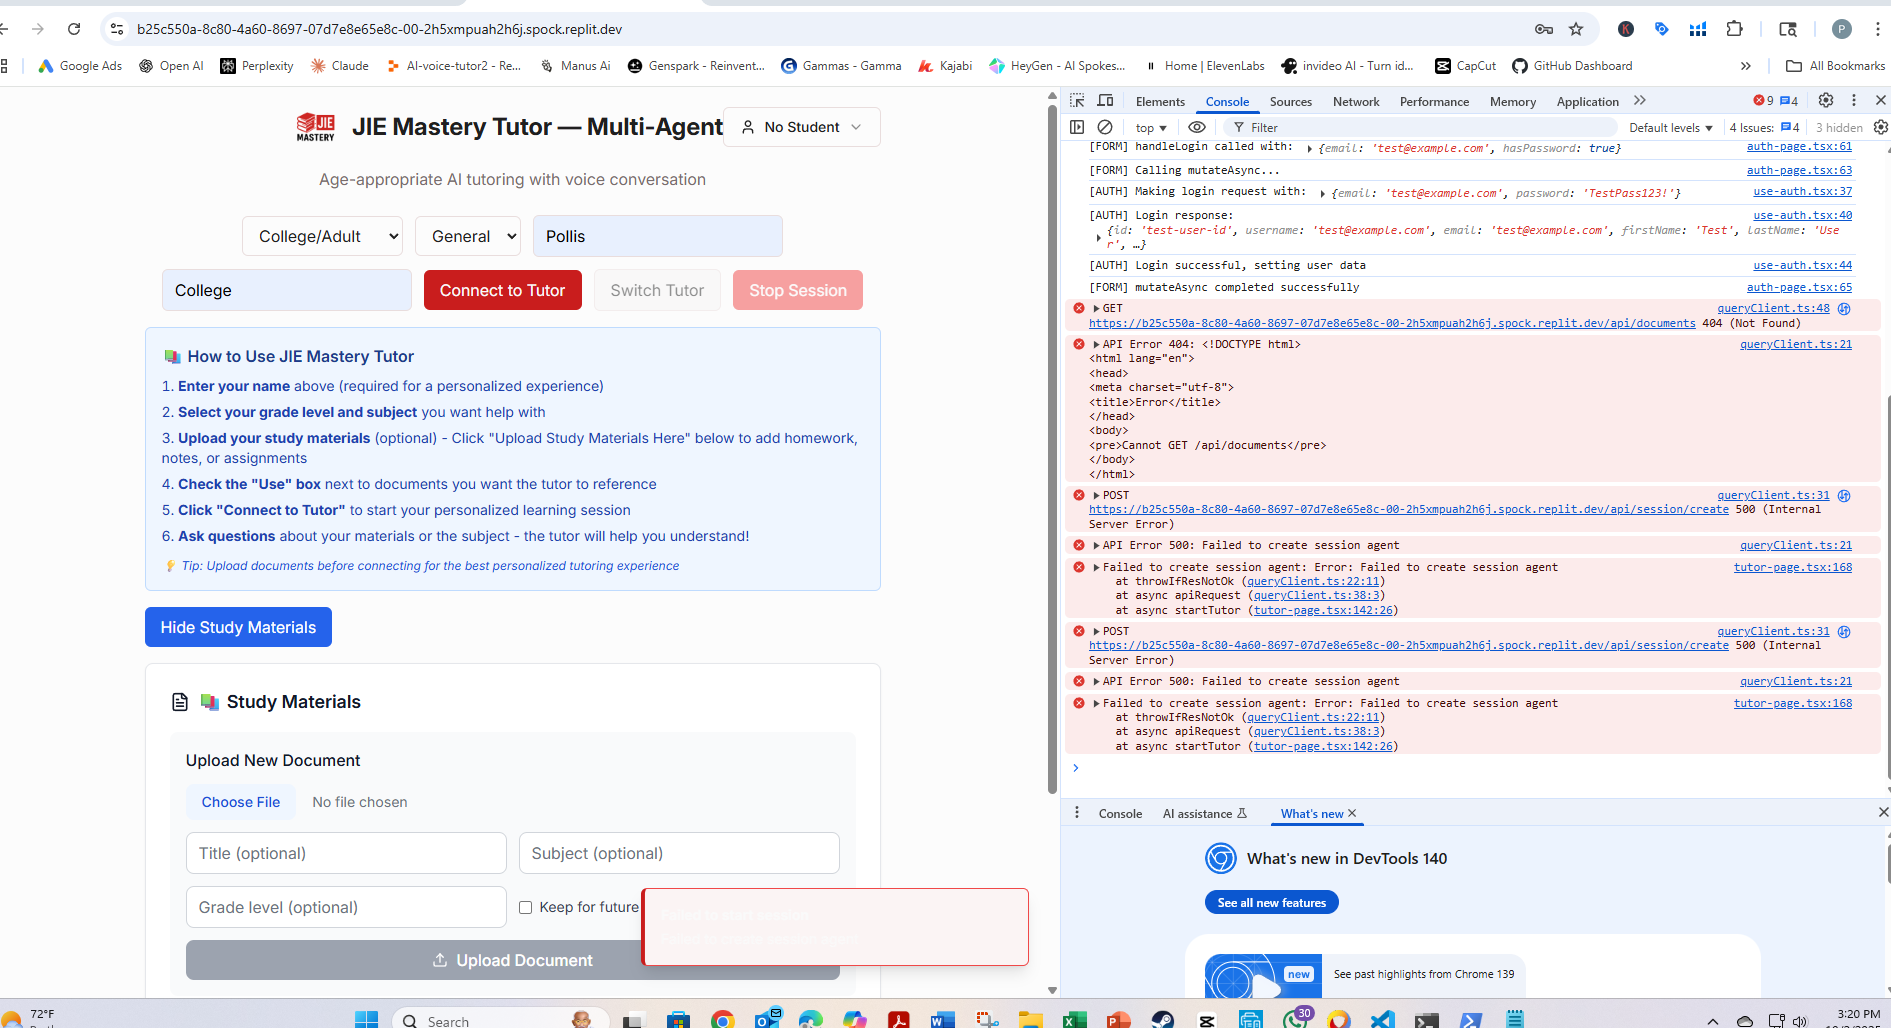 b25c550a-8c80-4a60-8697-07d7e8e65e8c-00-2h5xmpuah2h6j.spock.replit.dev
P
Google Ads
Open AI
Perplexity
Claude
AI-voice-tutor2 - Re...
Manus Ai
Genspark - Reinvent...
Gammas - Gamma
Kajabi
HeyGen - AI Spokes...
Home | ElevenLabs
invideo AI - Turn id...
CapCut
GitHub Dashboard
All Bookmarks
JIE MASTERY
JIE Mastery Tutor — Multi-Agent
No Student
Age-appropriate AI tutoring with voice conversation
College/Adult
General
Pollis
College
Connect to Tutor
Switch Tutor
Stop Session
How to Use JIE Mastery Tutor
1. Enter your name above (required for a personalized experience)
2. Select your grade level and subject you want help with
3. Upload your study materials (optional) - Click "Upload Study Materials Here" below to add homework,
notes, or assignments
4. Check the "Use" box next to documents you want the tutor to reference
5. Click "Connect to Tutor" to start your personalized learning session
6. Ask questions about your materials or the subject - the tutor will help you understand!
Tip: Upload documents before connecting for the best personalized tutoring experience
Hide Study Materials
Study Materials
Upload New Document
Choose File No file chosen
Title (optional)
Subject (optional)
Grade level (optional)
Keep for future
Upload Document
Elements Console Sources Network Performance Memory Application 9 4
top Filter Default levels 4 Issues: 4 3 hidden
[FORM] handleLogin called with: {email: 'test@example.com', hasPassword: true} auth-page.tsx:61
[FORM] Calling mutateAsync... auth-page.tsx:63
[AUTH] Making login request with: {email: 'test@example.com', password: 'TestPass123!'} use-auth.tsx:37
[AUTH] Login response: use-auth.tsx:40
{id: 'test-user-id', username: 'test@example.com', email: 'test@example.com', firstName: 'Test', lastName: 'Use
r', …}
[AUTH] Login successful, setting user data use-auth.tsx:44
[FORM] mutateAsync completed successfully auth-page.tsx:65
GET queryClient.ts:48
https://b25c550a-8c80-4a60-8697-07d7e8e65e8c-00-2h5xmpuah2h6j.spock.replit.dev/api/documents 404 (Not Found)
API Error 404: <!DOCTYPE html> queryClient.ts:21
<html lang="en">
<head>
<meta charset="utf-8">
<title>Error</title>
</head>
<body>
<pre>Cannot GET /api/documents</pre>
</body>
</html>
POST queryClient.ts:31
https://b25c550a-8c80-4a60-8697-07d7e8e65e8c-00-2h5xmpuah2h6j.spock.replit.dev/api/session/create 500 (Internal
Server Error)
API Error 500: Failed to create session agent queryClient.ts:21
Failed to create session agent: Error: Failed to create session agent tutor-page.tsx:168
at throwIfResNotOk (queryClient.ts:22:11)
at async apiRequest (queryClient.ts:38:3)
at async startTutor (tutor-page.tsx:142:26)
POST queryClient.ts:31
https://b25c550a-8c80-4a60-8697-07d7e8e65e8c-00-2h5xmpuah2h6j.spock.replit.dev/api/session/create 500 (Internal
Server Error)
API Error 500: Failed to create session agent queryClient.ts:21
Failed to create session agent: Error: Failed to create session agent tutor-page.tsx:168
at throwIfResNotOk (queryClient.ts:22:11)
at async apiRequest (queryClient.ts:38:3)
at async startTutor (tutor-page.tsx:142:26)
Console AI assistance What's new
What's new in DevTools 140
See all new features
new
See past highlights from Chrome 139
72°F
Search
30
3:20 PM